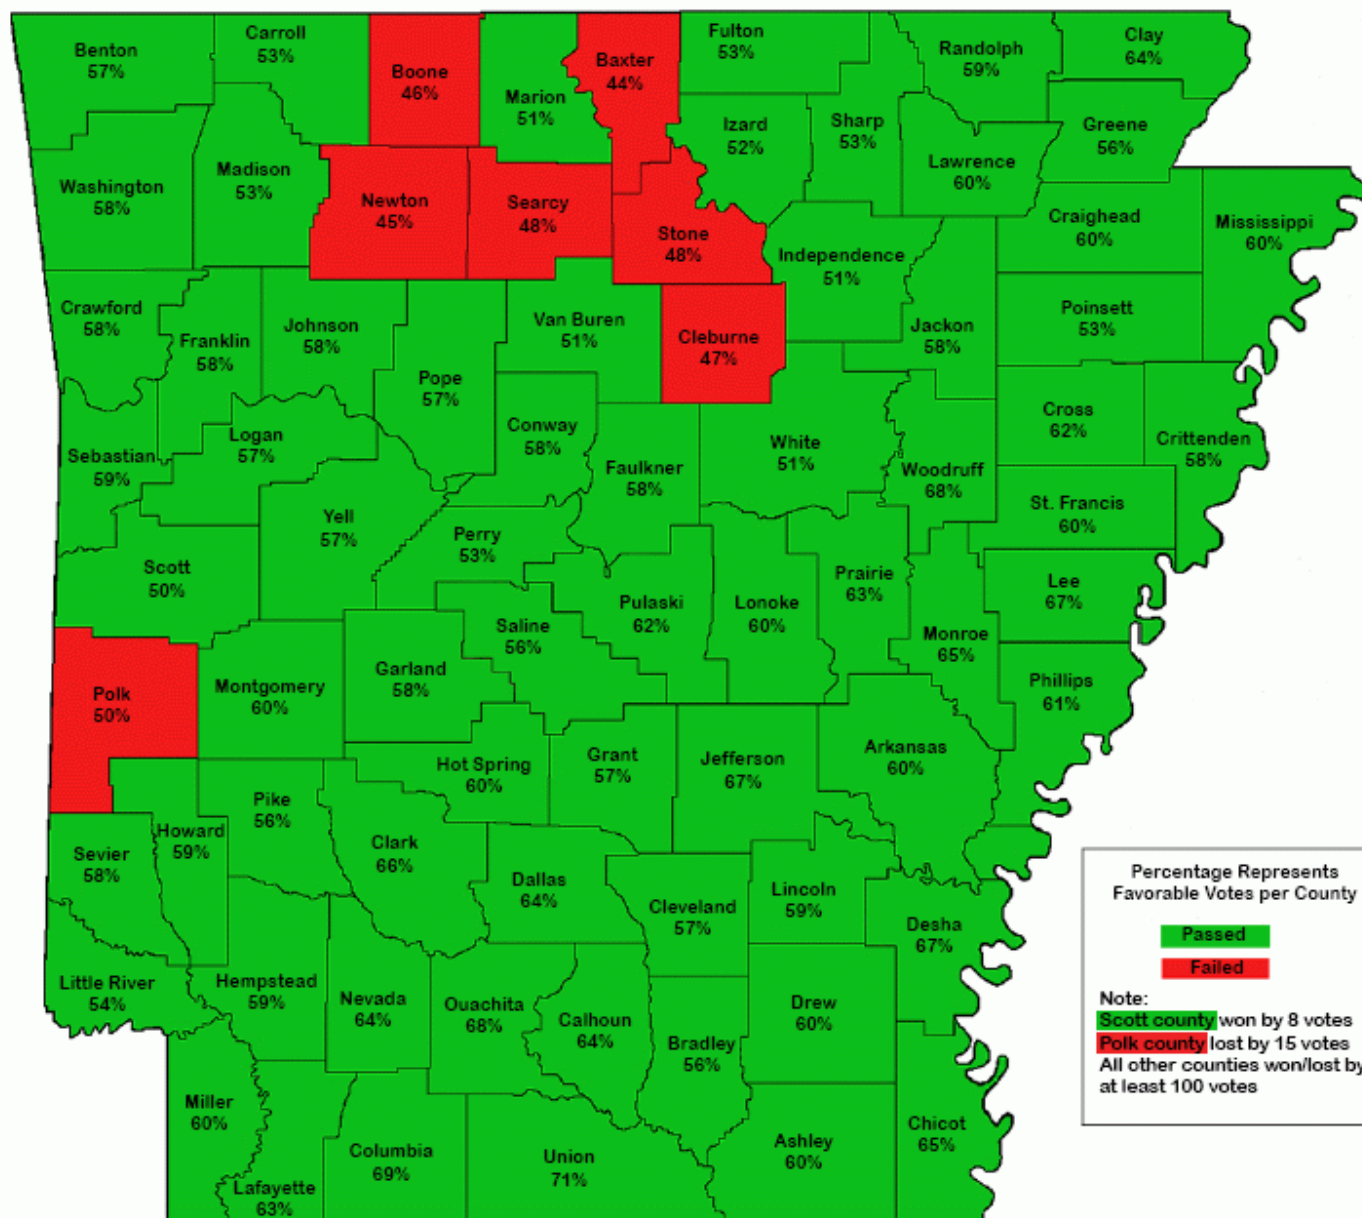 Benton
57%
Carroll
53%
Boone
46%
Marion
51%
Baxter
44%
Fulton
53%
Randolph
59%
Clay
64%
Izard
52%
Sharp
53%
Lawrence
60%
Greene
56%
Washington
58%
Madison
53%
Newton
45%
Searcy
48%
Stone
48%
Independence
51%
Craighead
60%
Mississippi
60%
Crawford
58%
Franklin
58%
Johnson
58%
Pope
57%
Van Buren
51%
Cleburne
47%
Jackon
58%
Poinsett
53%
Sebastian
59%
Logan
57%
Conway
58%
Faulkner
58%
White
51%
Woodruff
68%
Cross
62%
Crittenden
58%
St. Francis
60%
Scott
50%
Yell
57%
Perry
53%
Saline
56%
Pulaski
62%
Lonoke
60%
Prairie
63%
Monroe
65%
Lee
67%
Phillips
61%
Polk
50%
Montgomery
60%
Garland
58%
Hot Spring
60%
Grant
57%
Jefferson
67%
Arkansas
60%
Sevier
58%
Howard
59%
Pike
56%
Clark
66%
Dallas
64%
Cleveland
57%
Lincoln
59%
Desha
67%
Little River
54%
Hempstead
59%
Nevada
64%
Ouachita
68%
Calhoun
64%
Bradley
56%
Drew
60%
Miller
60%
Lafayette
63%
Columbia
69%
Union
71%
Ashley
60%
Chicot
65%
Percentage Represents
Favorable Votes per County
Passed
Failed
Note:
Scott county won by 8 votes
Polk county lost by 15 votes
All other counties won/lost by
at least 100 votes